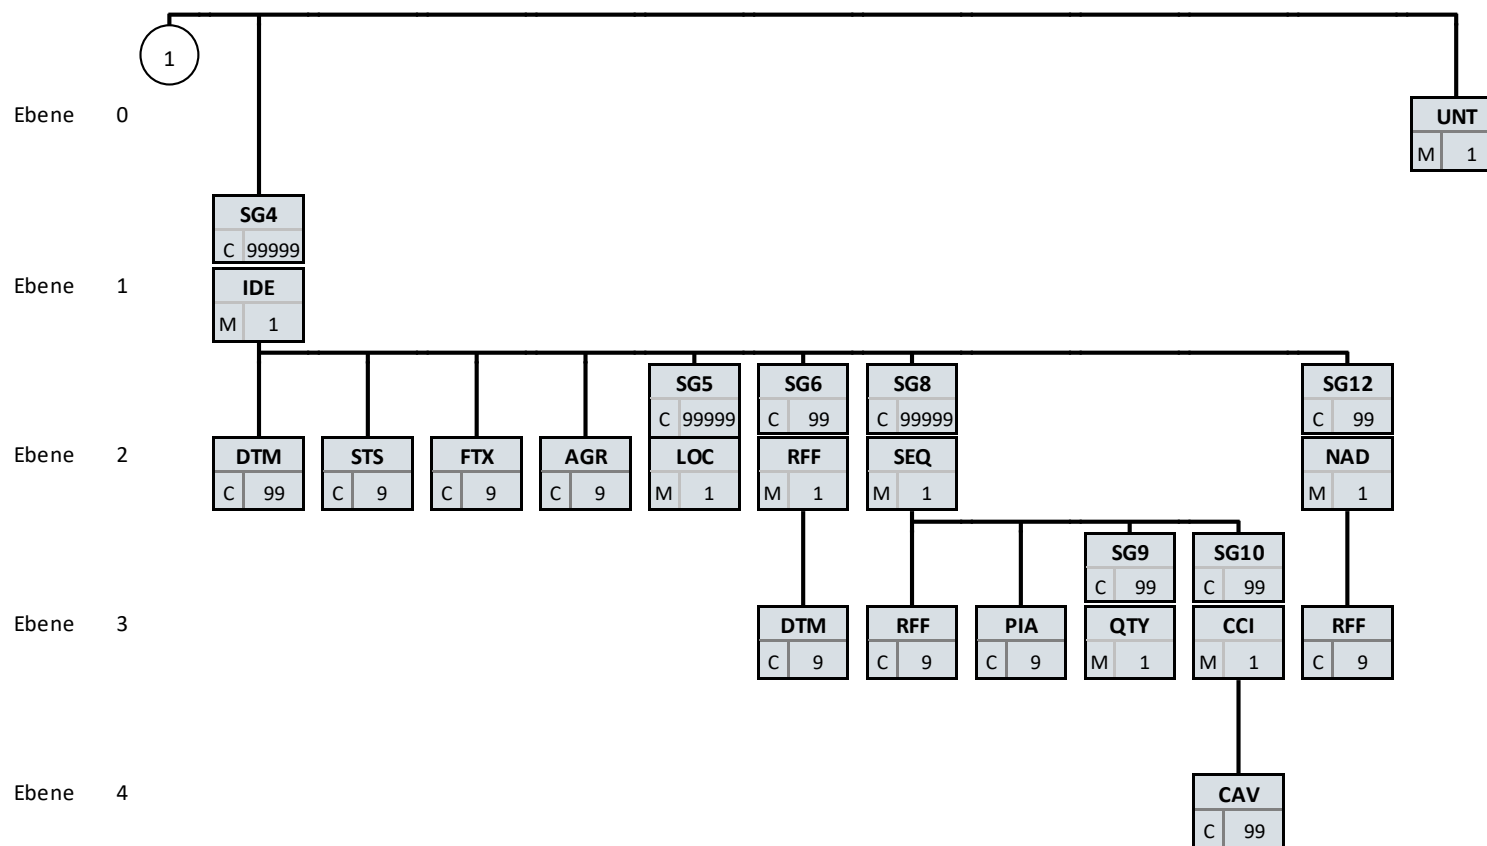 1
Ebene 0
UNT
M 1
SG4
C 99999
Ebene 1
IDE
M 1
SG5 SG6 SG8 SG12
C 99999 C 99 C 99999 C 99
Ebene 2
DTM STS FTX AGR LOC RFF SEQ NAD
C 99 C 9 C 9 C 9 M 1 M 1 M 1 M 1
SG9 SG10
C 99 C 99
Ebene 3
DTM RFF PIA QTY CCI RFF
C 9 C 9 C 9 M 1 M 1 C 9
Ebene 4
CAV
C 99